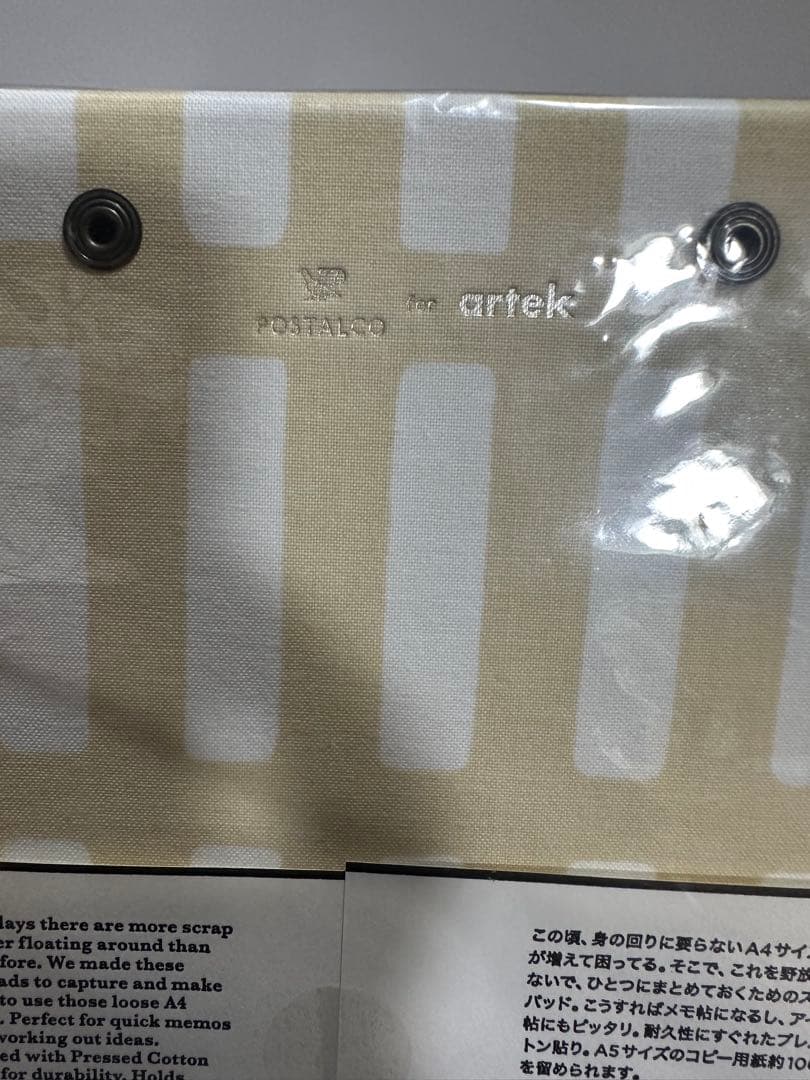 POSTALCO for artek
days there are more scrap
er floating around than
fore. We made these
ads to capture and make
to use those loose A4
. Perfect for quick memos
working out ideas.
ed with Pressed Cotton
for durability. Holds
この頃、身の回りに要らないA4サイ
が増えて困ってる。そこで、これを野放
ないで、ひとつにまとめておくためのス
パッド。こうすればメモ帖になるし、アイ
帖にもピッタリ。耐久性にすぐれたプレ
トン貼り。A5サイズのコピー用紙約10
を留められます。